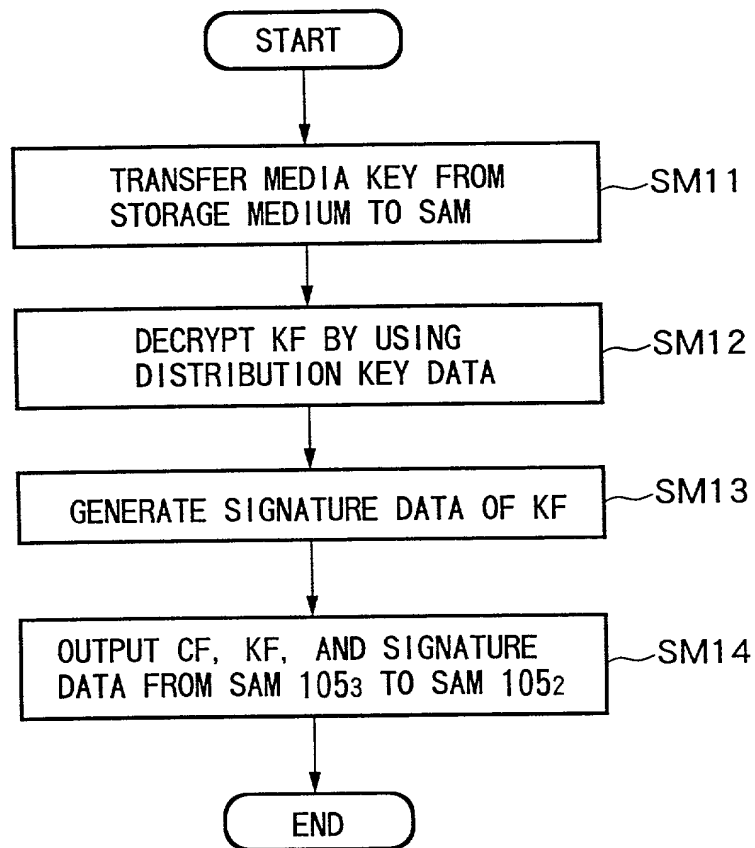 START
TRANSFER MEDIA KEY FROM
STORAGE MEDIUM TO SAM
SM11
DECRYPT KF BY USING
DISTRIBUTION KEY DATA
SM12
GENERATE SIGNATURE DATA OF KF
SM13
OUTPUT CF, KF, AND SIGNATURE
DATA FROM SAM 105₃ TO SAM 105₂
SM14
END